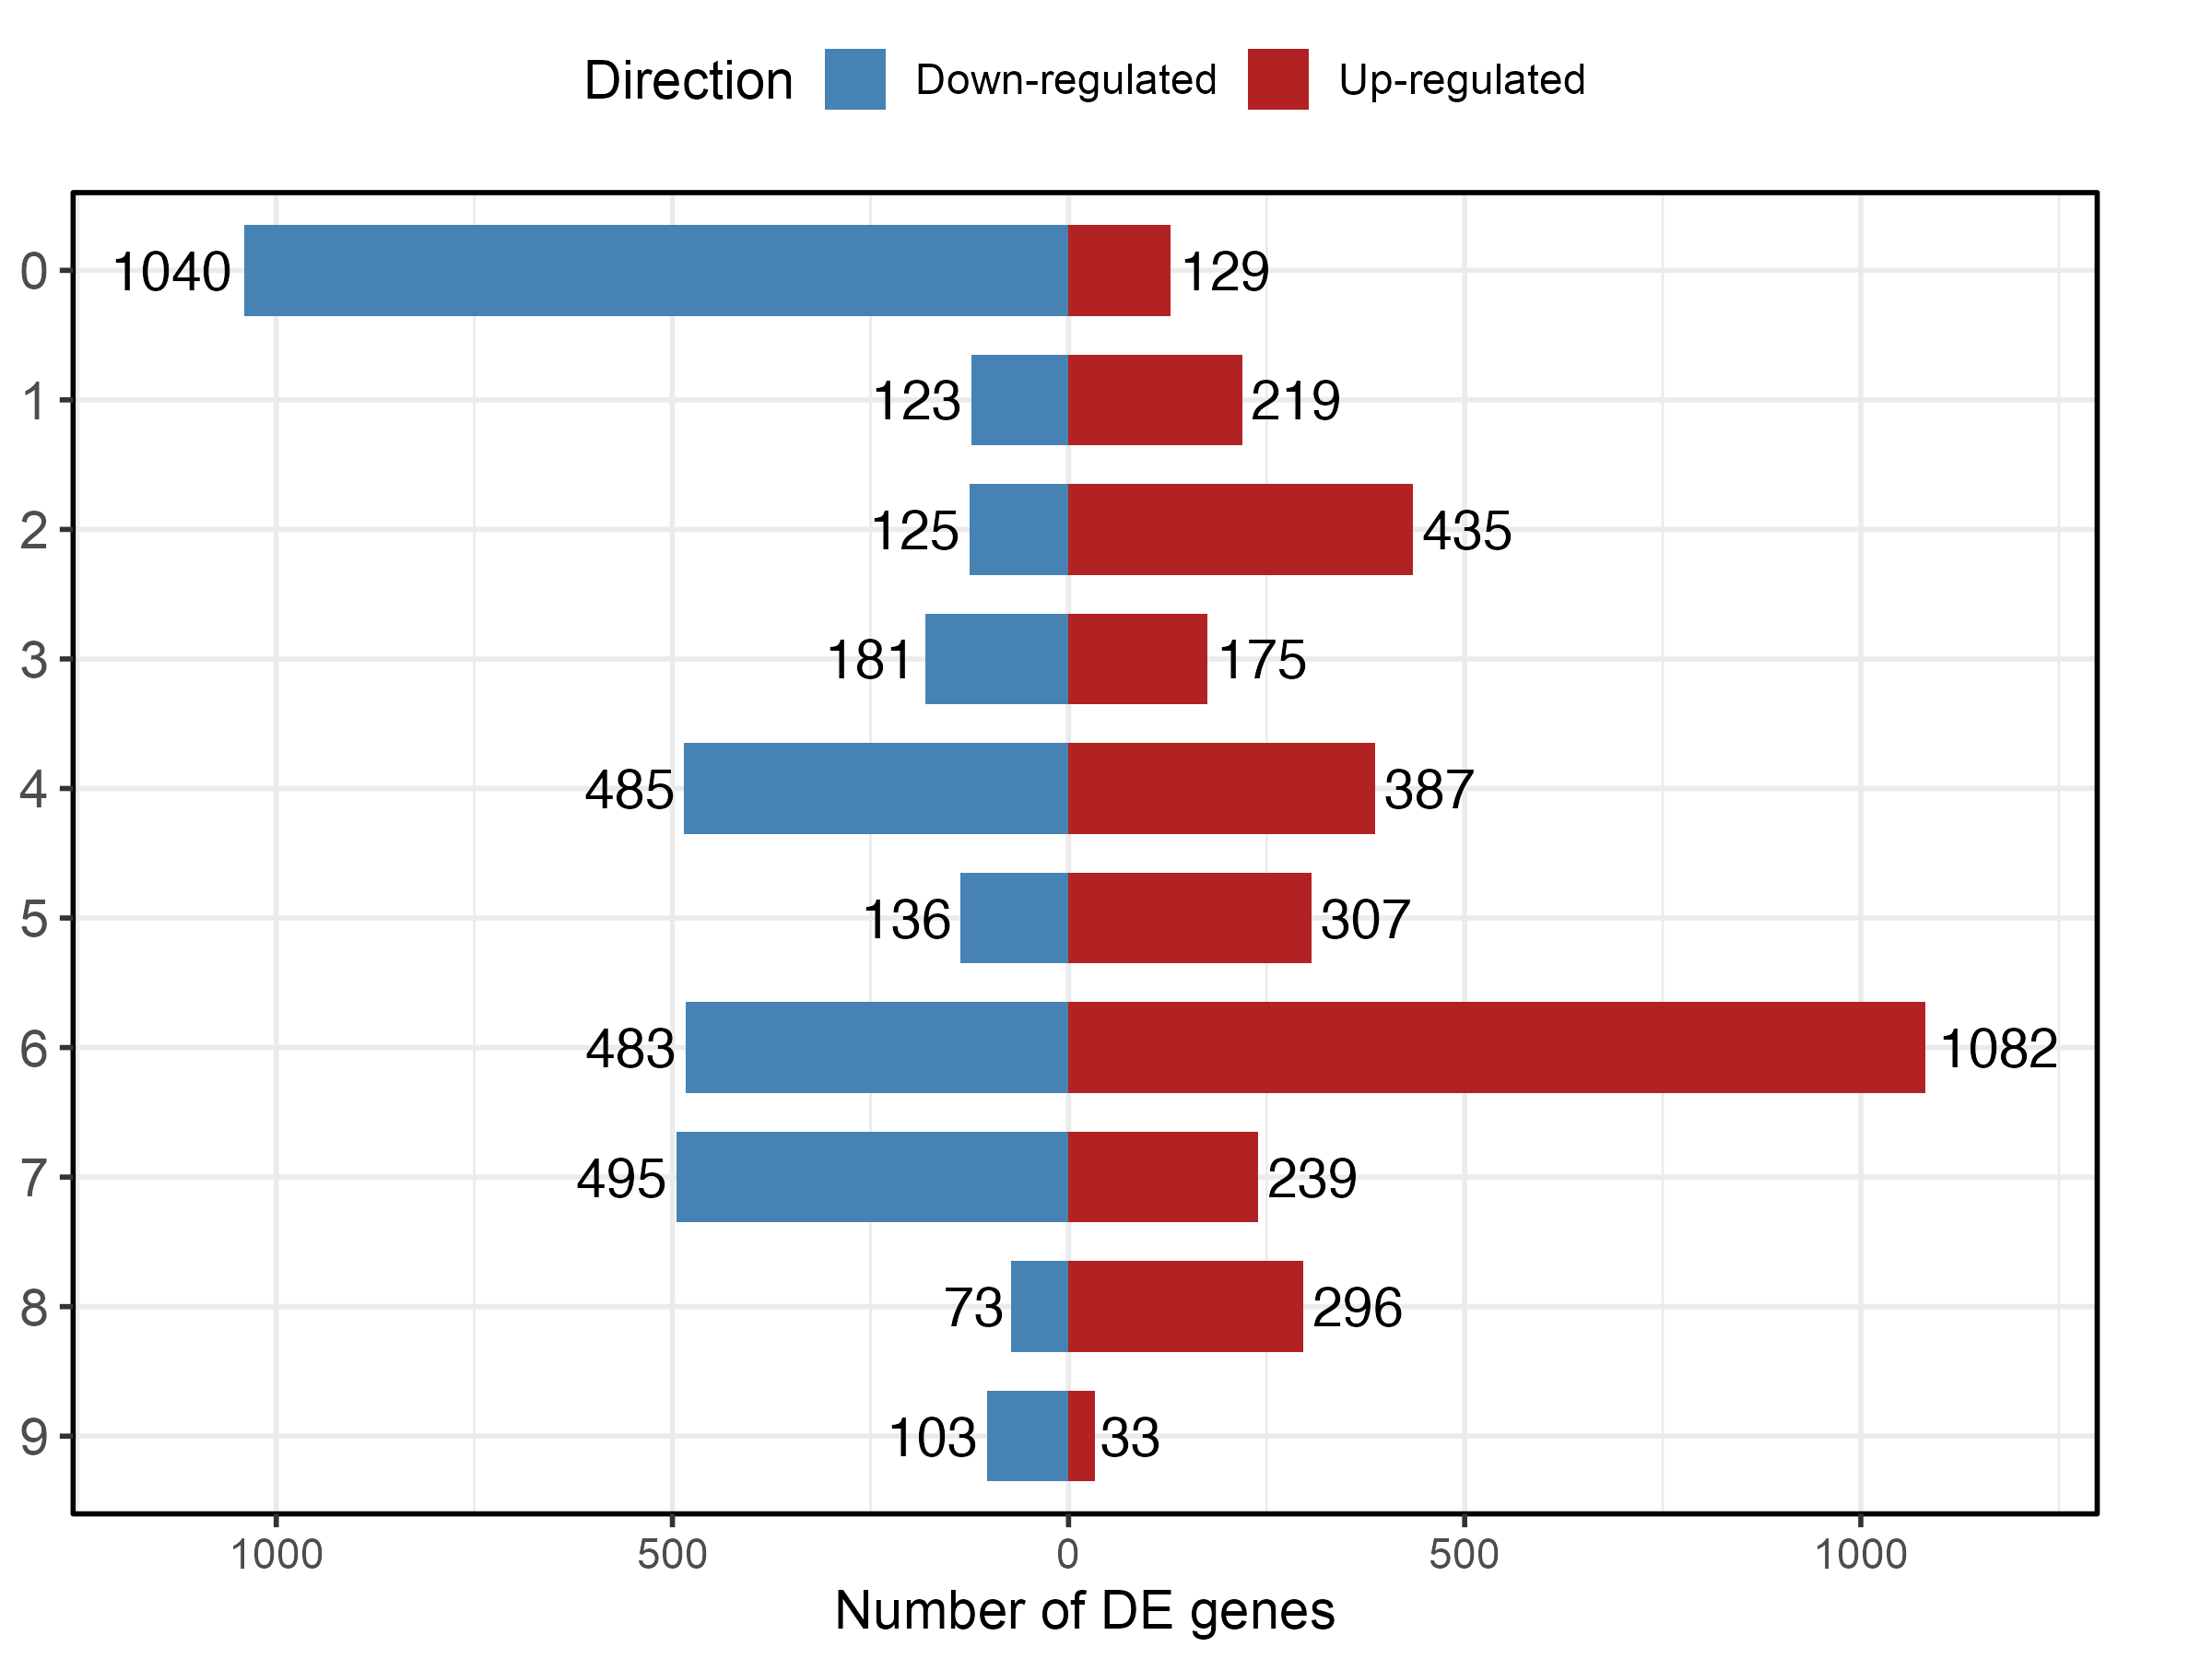 Direction Down-regulated Up-regulated
0 1040 129
1 123 219
2 125 435
3 181 175
4 485 387
5 136 307
6 483 1082
7 495 239
8 73 296
9 103 33
1000 500 0 500 1000
Number of DE genes